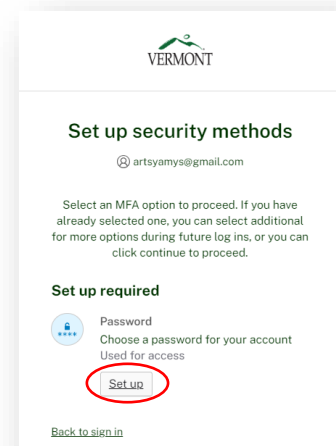 VERMONT
Set up security methods
artsyamys@gmail.com
Select an MFA option to proceed. If you have
already selected one, you can select additional
for more options during future log ins, or you can
click continue to proceed.
Set up required
Password
Choose a password for your account
Used for access
Set up
Back to sign in